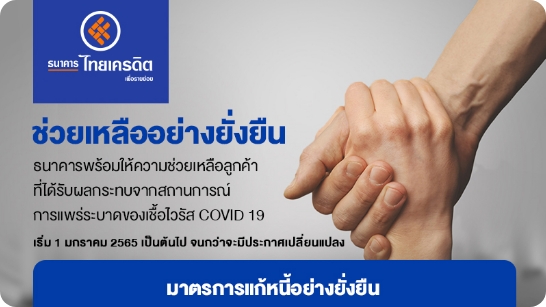 ธนาคาร ไทยเครดิต
เพื่อรายย่อย
ช่วยเหลืออย่างยั่งยืน
ธนาคารพร้อมให้ความช่วยเหลือลูกค้า
ที่ได้รับผลกระทบจากสถานการณ์
การแพร่ระบาดของเชื้อไวรัส COVID 19
เริ่ม 1 มกราคม 2565 เป็นต้นไป จนกว่าจะมีประกาศเปลี่ยนแปลง
มาตรการแก้หนี้อย่างยั่งยืน